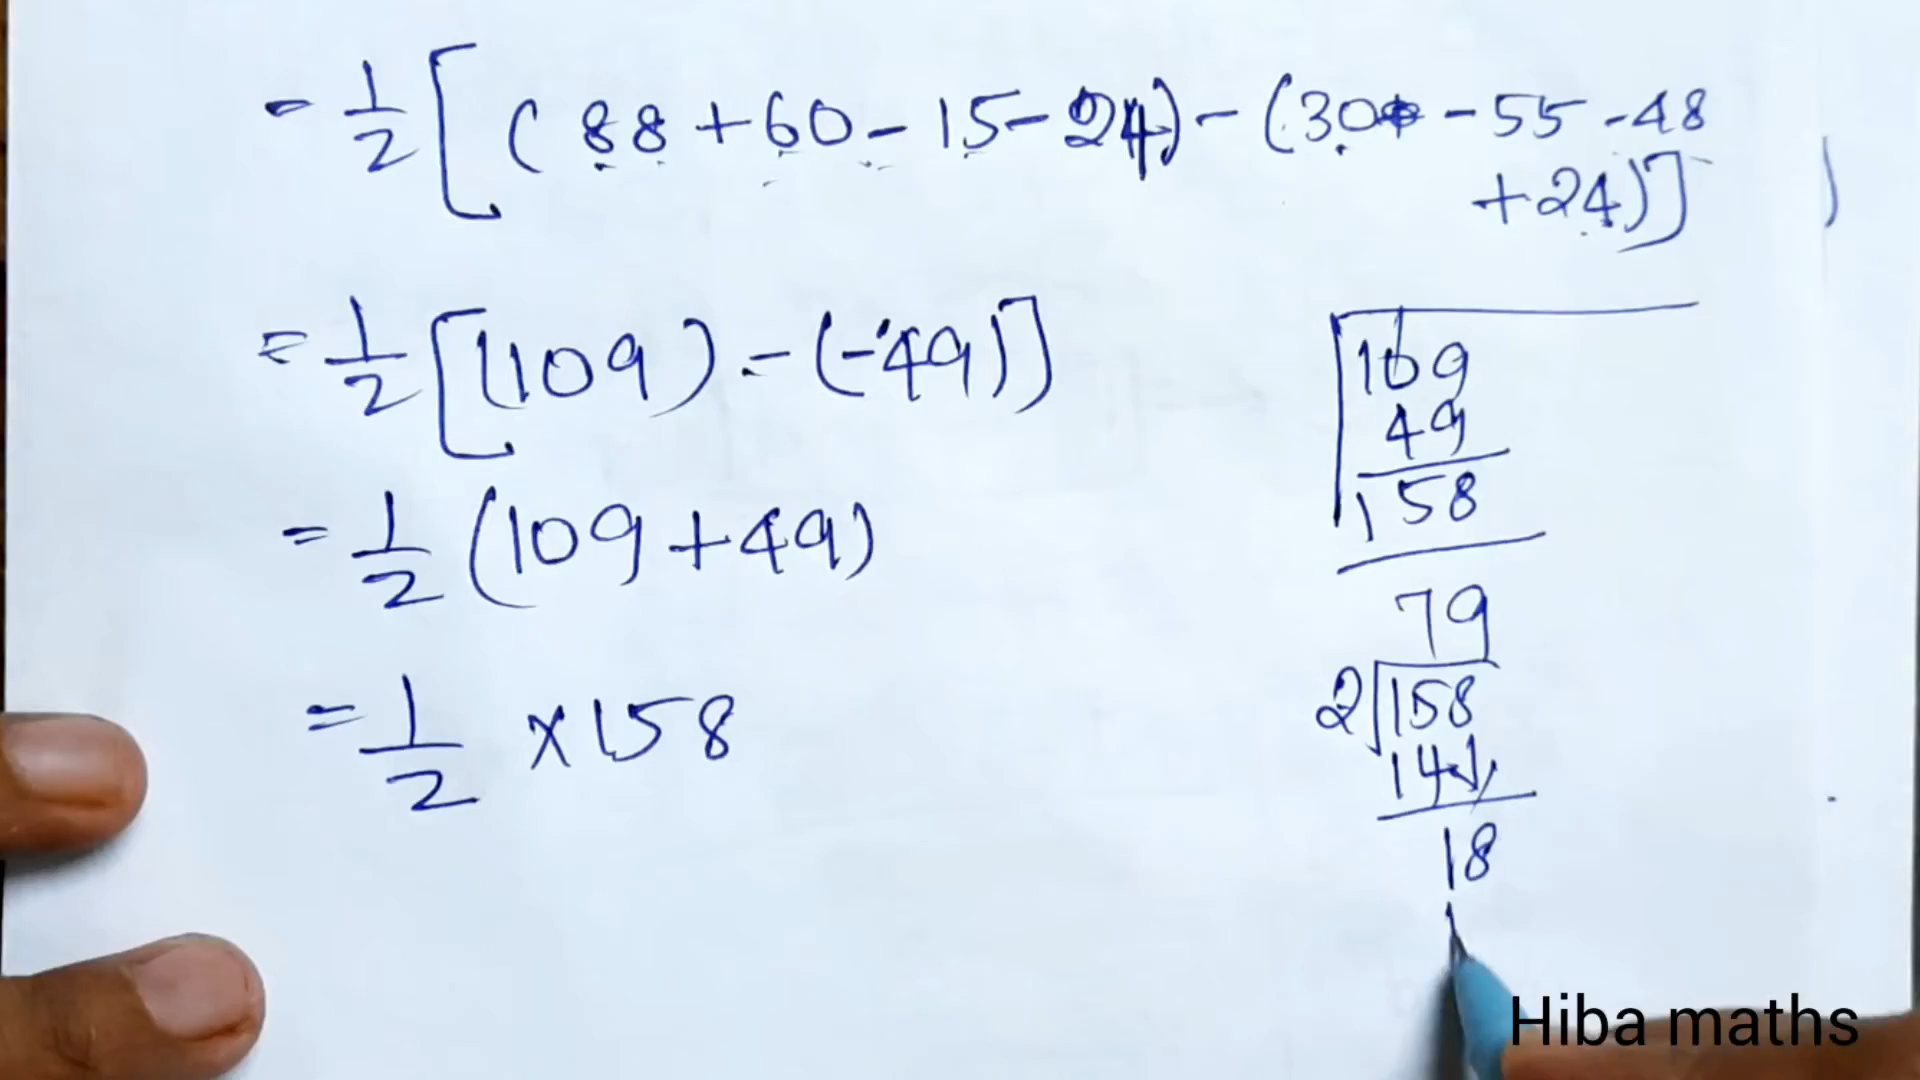 = 1/2 [ ( 88 + 60 - 15 - 24 ) - ( 30 - 55 - 48
+ 24 ) ]
= 1/2 [ ( 109 ) - ( -49 ) ]
= 1/2 ( 109 + 49 )
= 1/2 × 158
109
49
158
79
2 158
14
18
Hiba maths